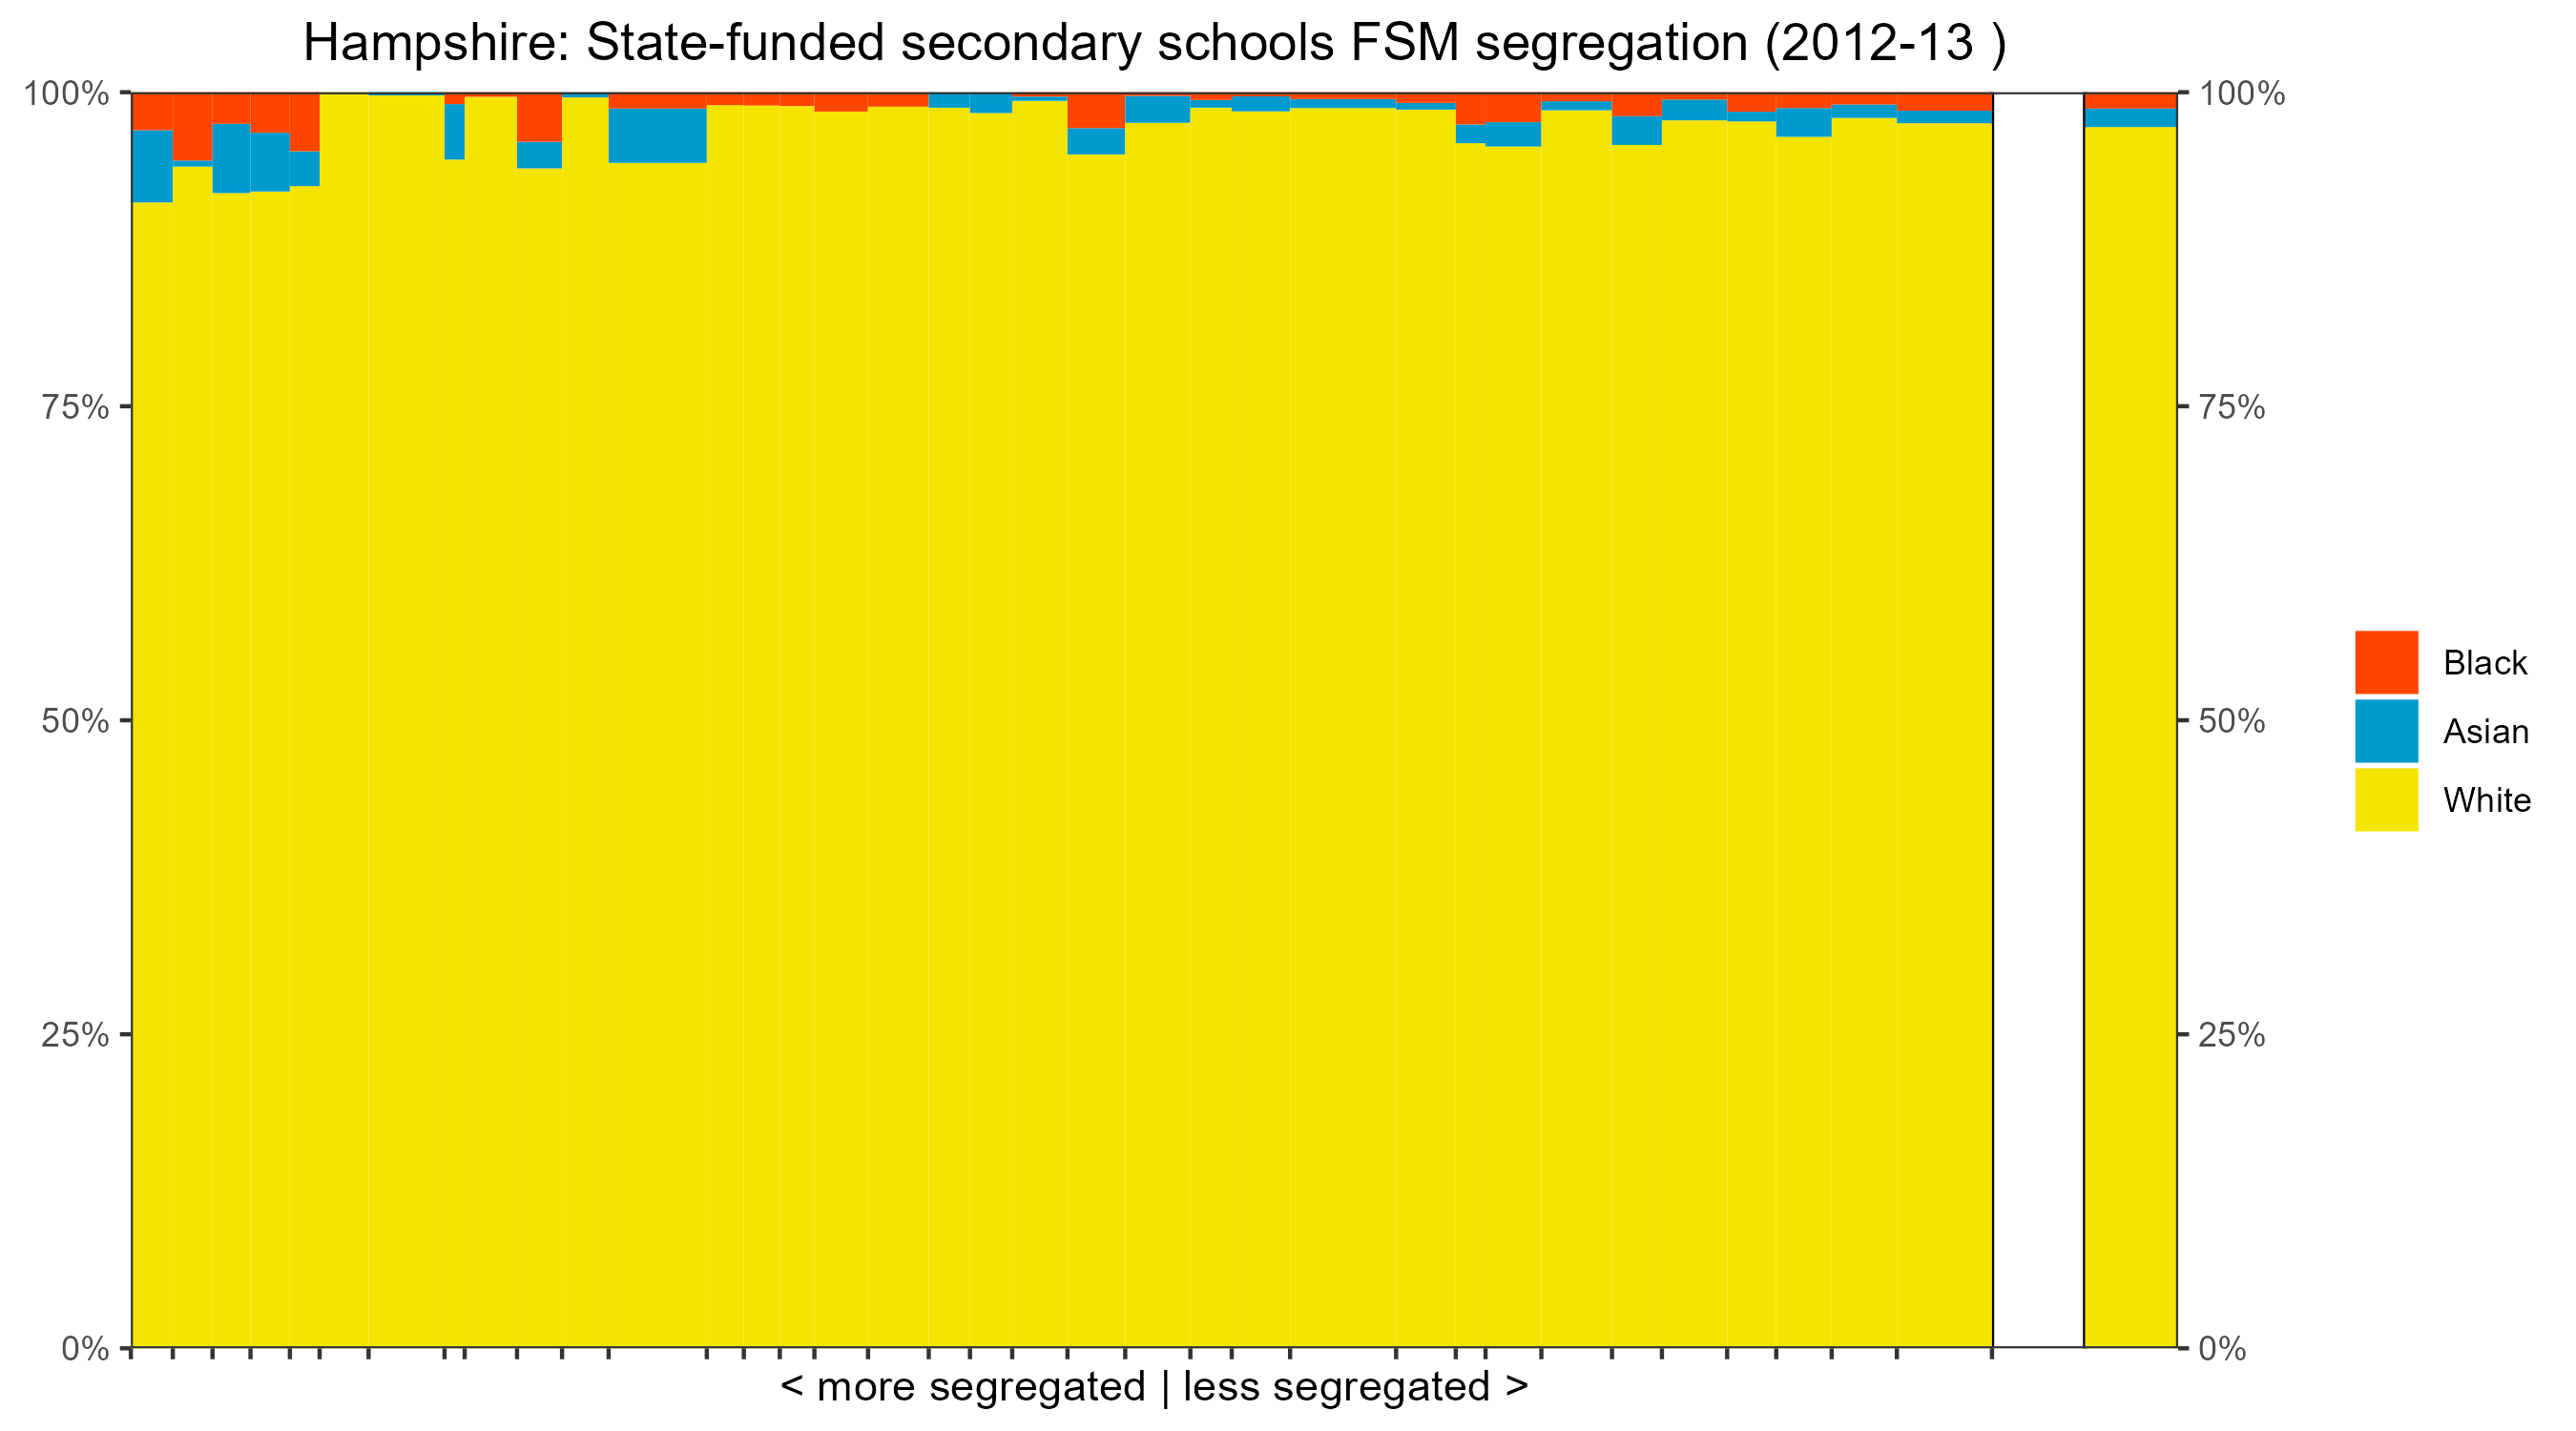 Hampshire: State-funded secondary schools FSM segregation (2012-13 )
100%
75%
50%
25%
0%
100%
75%
50%
25%
0%
Black
Asian
White
< more segregated | less segregated >